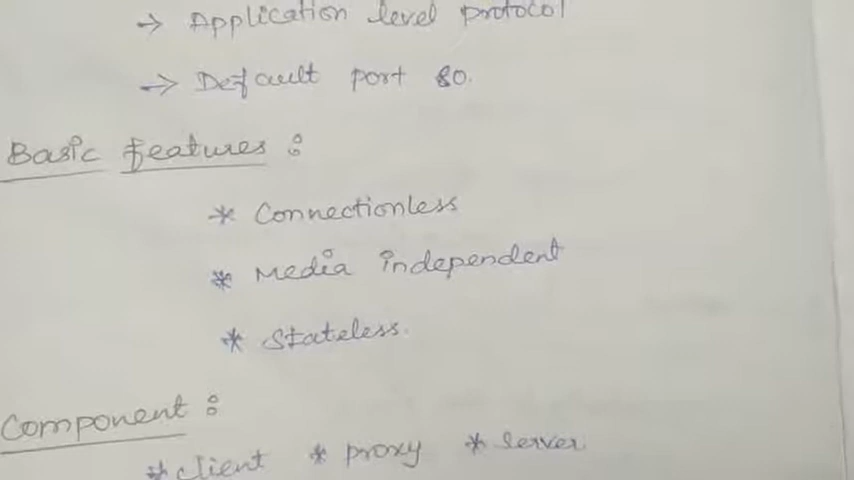 → Application level protocol
→ Default port 80.
Basic features :
* Connectionless
* Media independent
* Stateless.
Component :
* client * proxy * server